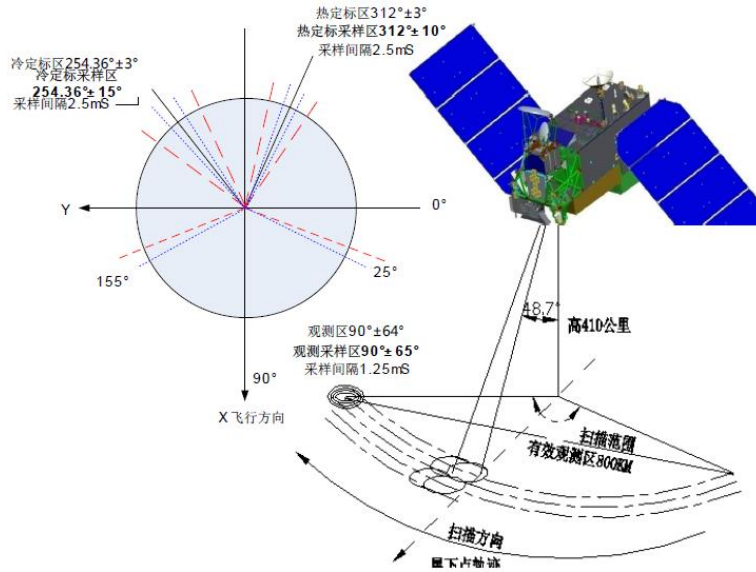 热定标区312°±3°
热定标采样区312°±10°
采样间隔2.5mS
冷定标区254.36°±3°
冷定标采样区
254.36°±15°
采样间隔2.5mS
Y
0°
155°
25°
48.7°
高410公里
观测区90°±64°
观测采样区90°±65°
采样间隔1.25mS
90°
X 飞行方向
扫描范围
有效观测区800KM
扫描方向
星下点轨迹